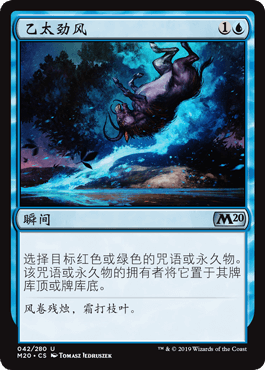 乙太劲风 1
瞬间 M20
选择目标红色或绿色的咒语或永久物。
该咒语或永久物的拥有者将它置于其牌
库顶或牌库底。
风卷残烛，霜打枝叶。
042/280 U
M20 • CS TOMASZ JEDRUSZEK
™ & © 2019 Wizards of the Coast